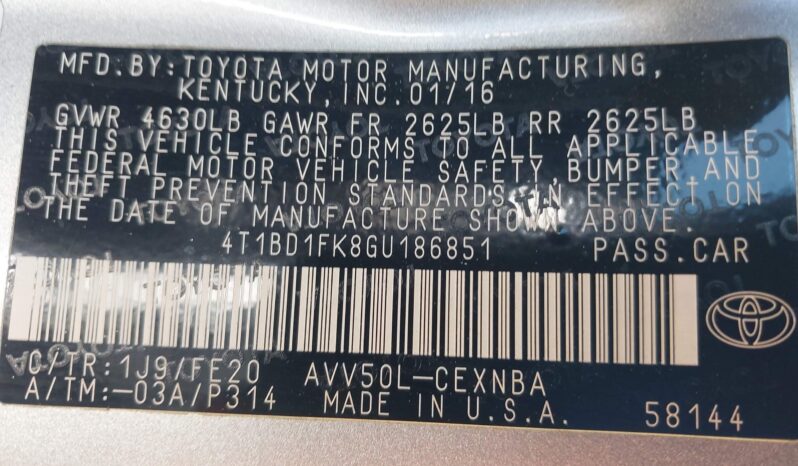 MFD. BY: TOYOTA MOTOR MANUFACTURING,
KENTUCKY, INC. 01/16
GVWR 4630LB GAWR FR 2625LB RR 2625LB
THIS VEHICLE CONFORMS TO ALL APPLICABLE
FEDERAL MOTOR VEHICLE SAFETY, BUMPER, AND
THEFT PREVENTION STANDARDS IN EFFECT ON
THE DATE OF MANUFACTURE SHOWN ABOVE.
4T1BD1FK8GU186851 PASS. CAR
C/TR: 1J9/FE20 AVV50L-CEXNBA
A/TM:-03A/P314 MADE IN U.S.A. 58144